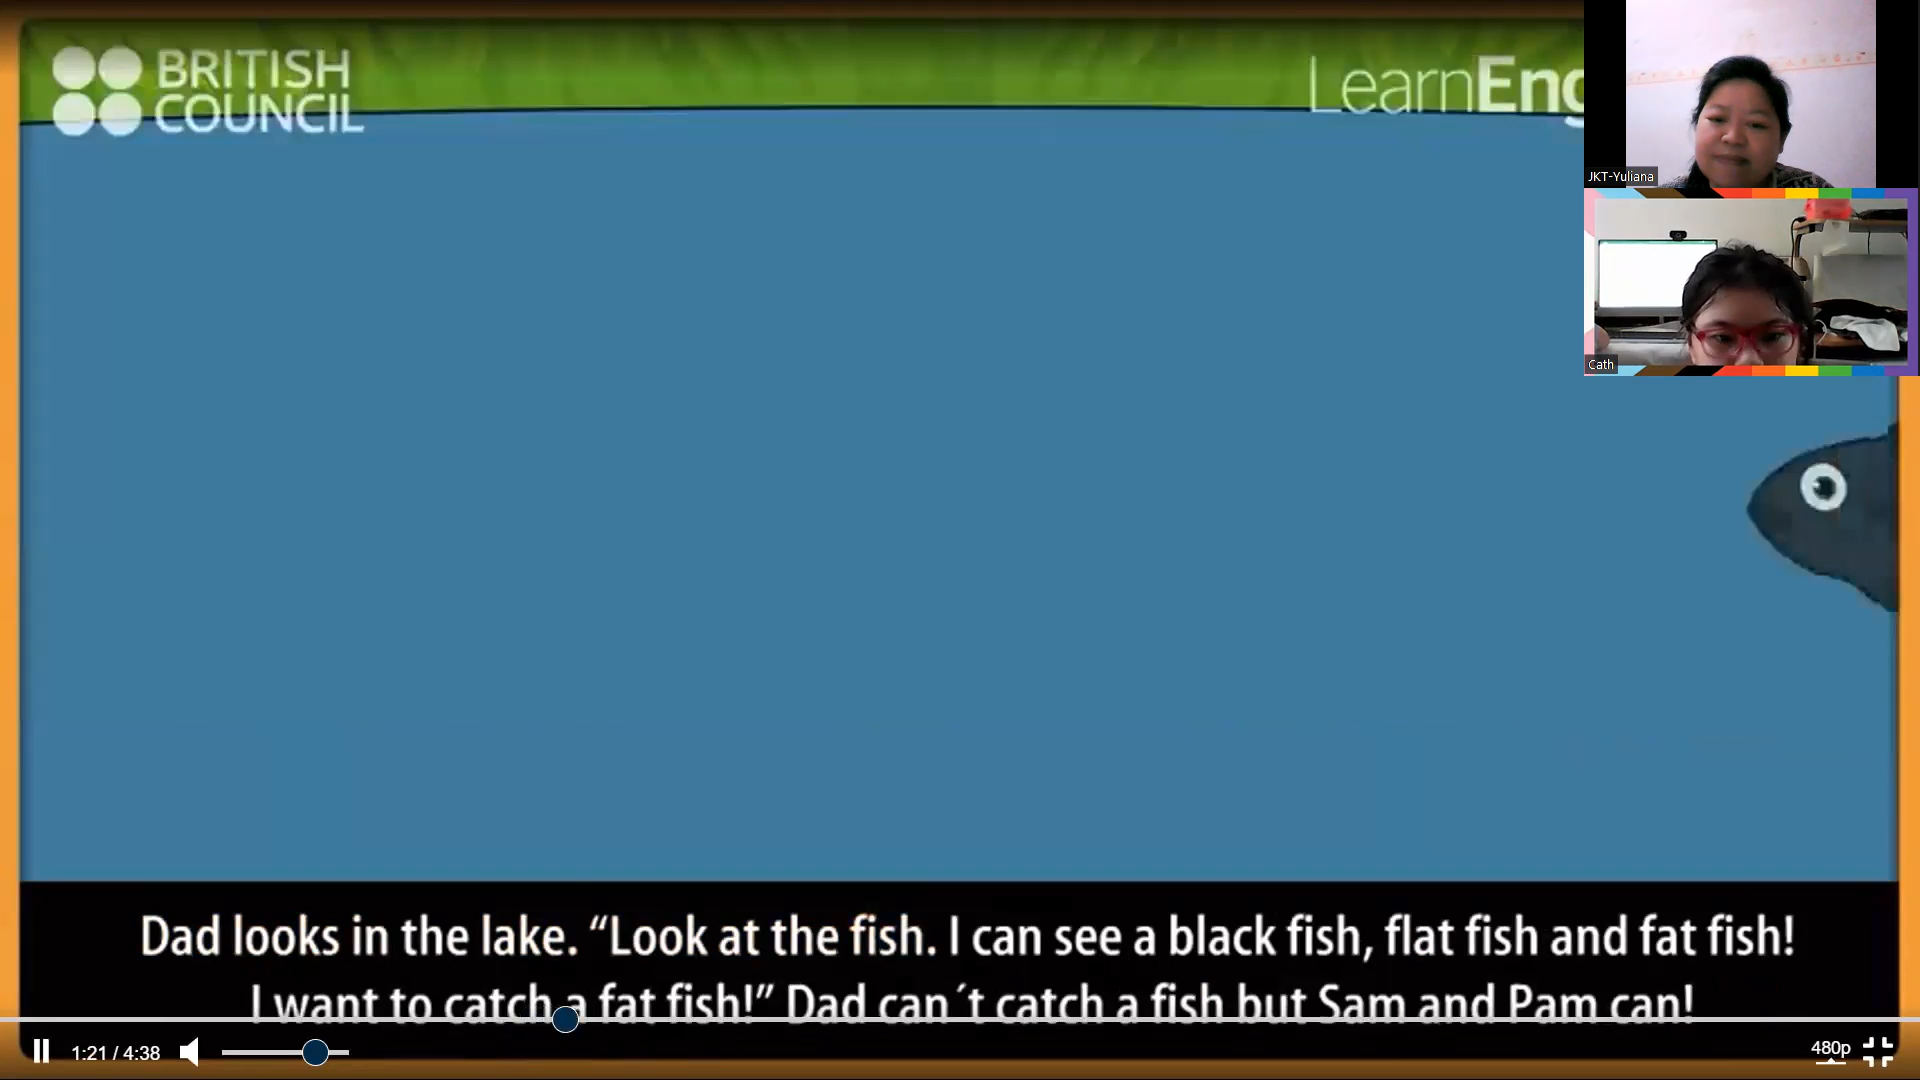 BRITISH
COUNCIL
LearnEng
JKT-Yuliana
Cath
Dad looks in the lake. “Look at the fish. I can see a black fish, flat fish and fat fish!
I want to catch a fat fish!” Dad can´t catch a fish but Sam and Pam can!
1:21 / 4:38
480p